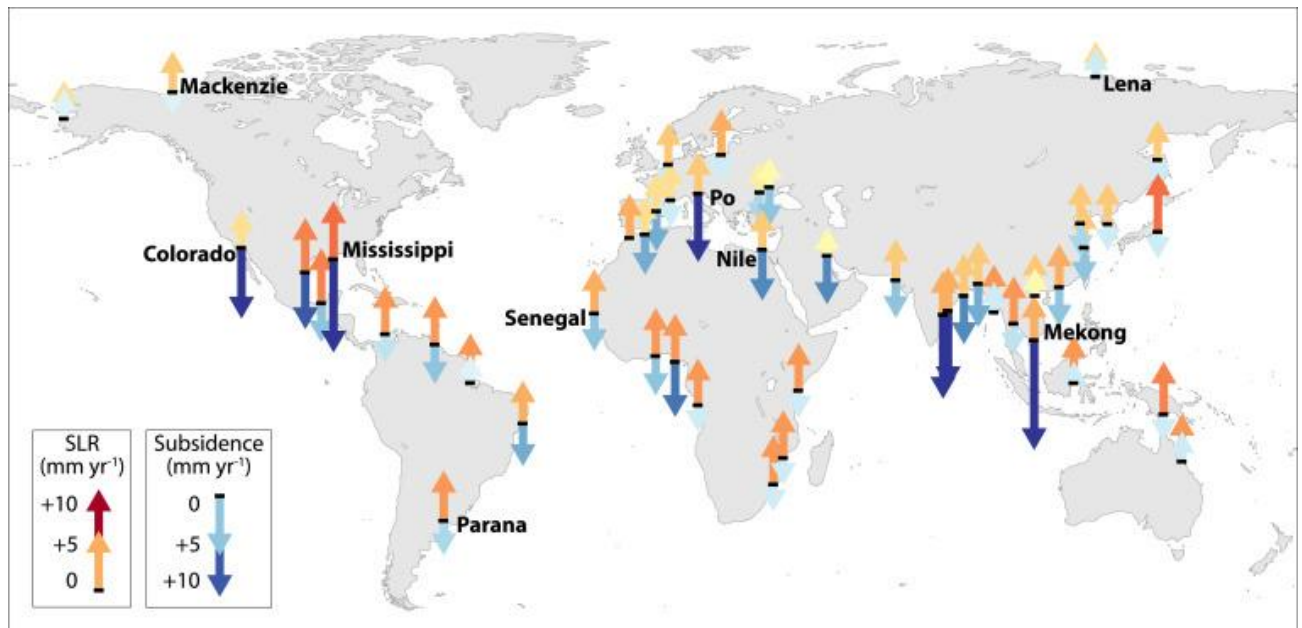 Mackenzie
Lena
Po
Colorado
Mississippi
Nile
Senegal
Mekong
Parana
SLR
(mm yr⁻¹)
+10
+5
0
Subsidence
(mm yr⁻¹)
0
+5
+10